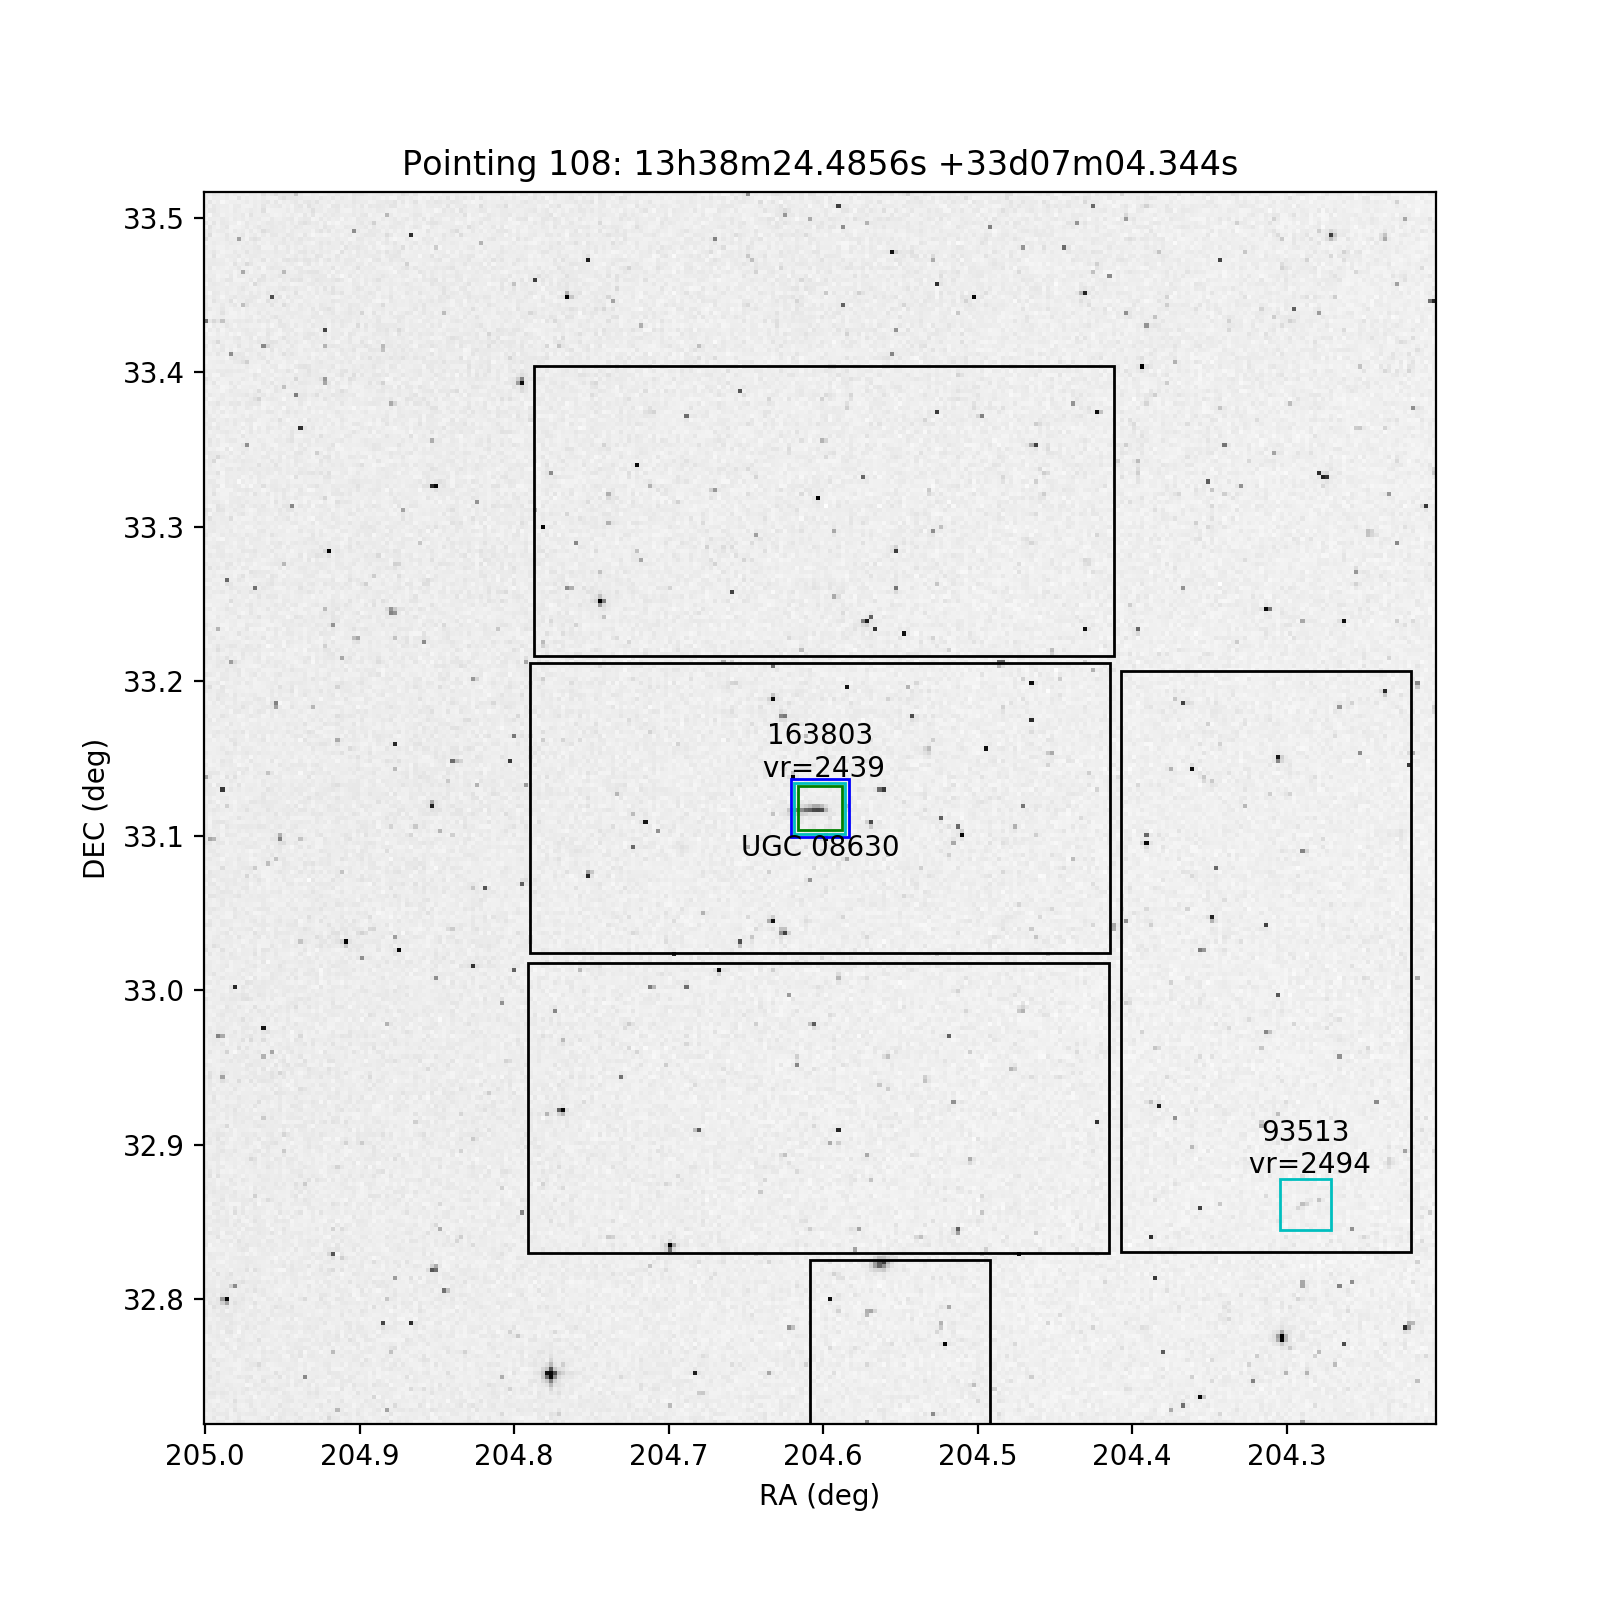 Pointing 108: 13h38m24.4856s +33d07m04.344s
33.5
33.4
33.3
33.2
33.1
33.0
32.9
32.8
DEC (deg)
163803
vr=2439
UGC 08630
93513
vr=2494
205.0 204.9 204.8 204.7 204.6 204.5 204.4 204.3
RA (deg)